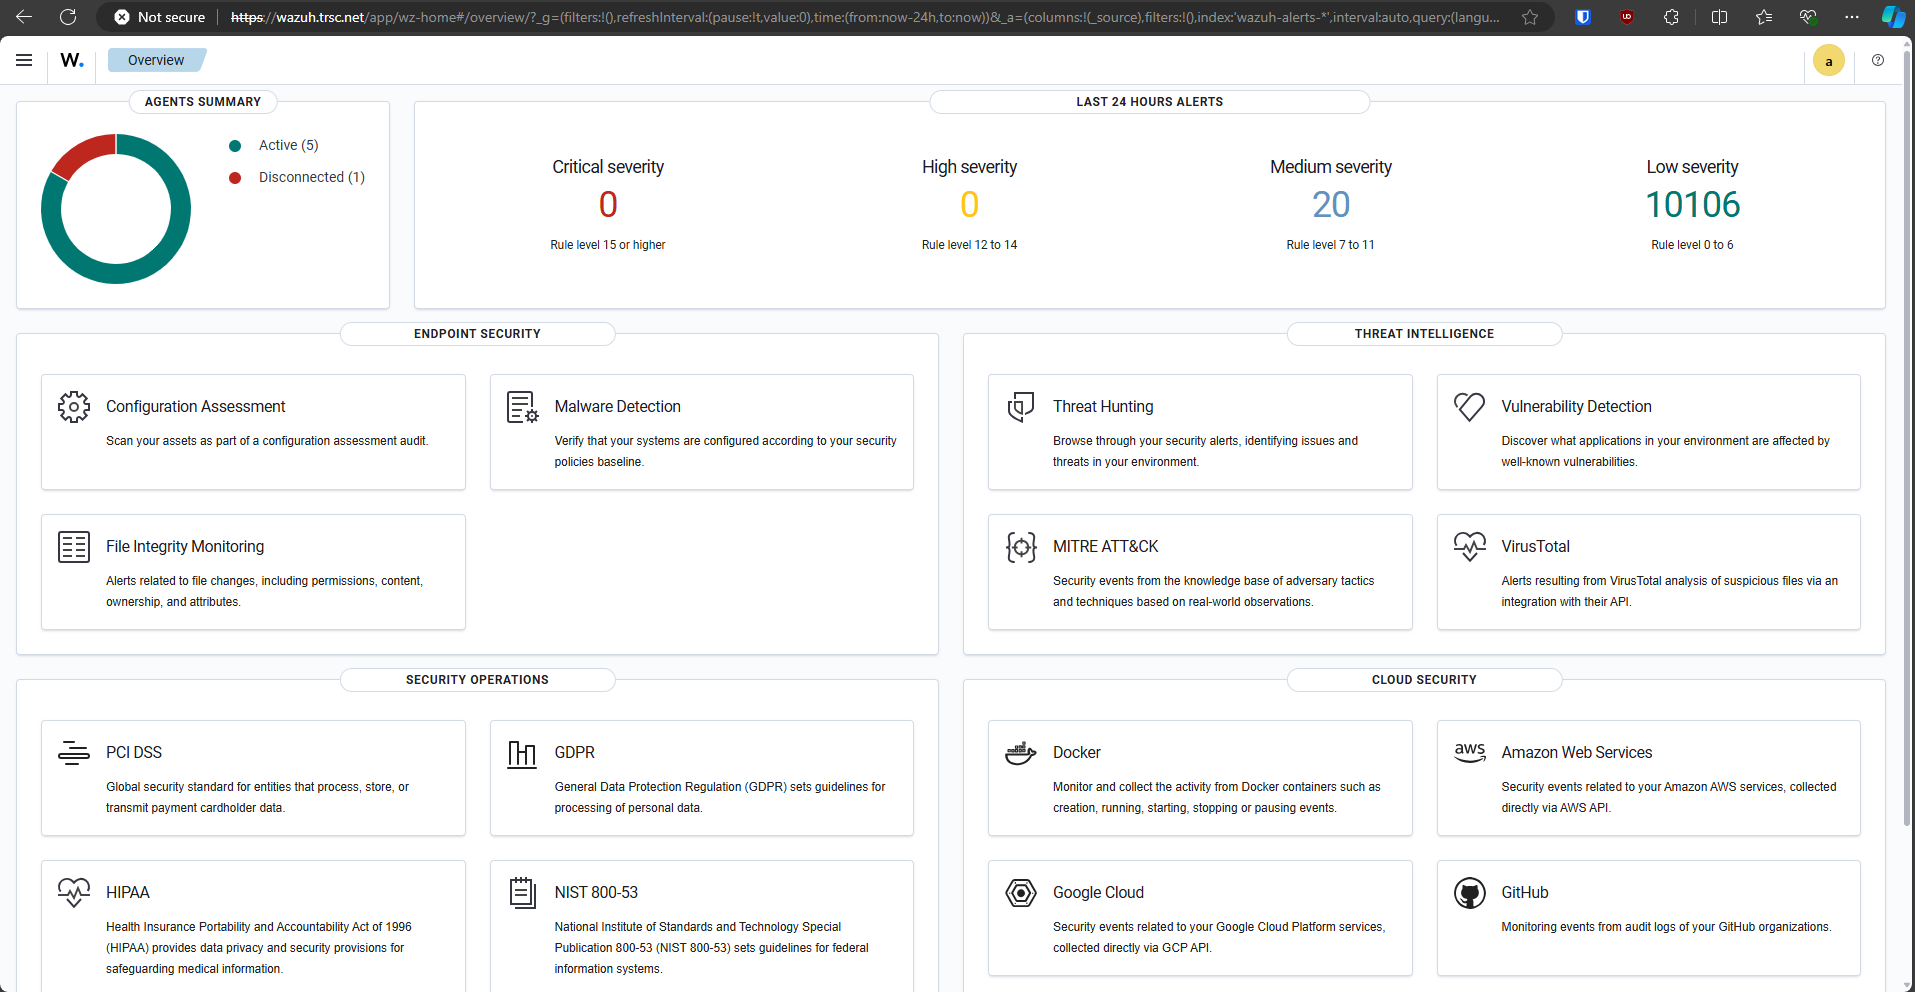 Not secure
https://wazuh.trsc.net/app/wz-home#/overview/?_g=(filters:!(),refreshInterval:(pause:!t,value:0),time:(from:now-24h,to:now))&_a=(columns:!(_source),filters:!(),index:'wazuh-alerts-*',interval:auto,query:(langu...
W.
Overview
a
AGENTS SUMMARY
Active (5)
Disconnected (1)
LAST 24 HOURS ALERTS
Critical severity
0
Rule level 15 or higher
High severity
0
Rule level 12 to 14
Medium severity
20
Rule level 7 to 11
Low severity
10106
Rule level 0 to 6
ENDPOINT SECURITY
Configuration Assessment
Scan your assets as part of a configuration assessment audit.
Malware Detection
Verify that your systems are configured according to your security
policies baseline.
File Integrity Monitoring
Alerts related to file changes, including permissions, content,
ownership, and attributes.
THREAT INTELLIGENCE
Threat Hunting
Browse through your security alerts, identifying issues and
threats in your environment.
Vulnerability Detection
Discover what applications in your environment are affected by
well-known vulnerabilities.
MITRE ATT&CK
Security events from the knowledge base of adversary tactics
and techniques based on real-world observations.
VirusTotal
Alerts resulting from VirusTotal analysis of suspicious files via an
integration with their API.
SECURITY OPERATIONS
PCI DSS
Global security standard for entities that process, store, or
transmit payment cardholder data.
GDPR
General Data Protection Regulation (GDPR) sets guidelines for
processing of personal data.
HIPAA
Health Insurance Portability and Accountability Act of 1996
(HIPAA) provides data privacy and security provisions for
safeguarding medical information.
NIST 800-53
National Institute of Standards and Technology Special
Publication 800-53 (NIST 800-53) sets guidelines for federal
information systems.
CLOUD SECURITY
Docker
Monitor and collect the activity from Docker containers such as
creation, running, starting, stopping or pausing events.
aws
Amazon Web Services
Security events related to your Amazon AWS services, collected
directly via AWS API.
Google Cloud
Security events related to your Google Cloud Platform services,
collected directly via GCP API.
GitHub
Monitoring events from audit logs of your GitHub organizations.